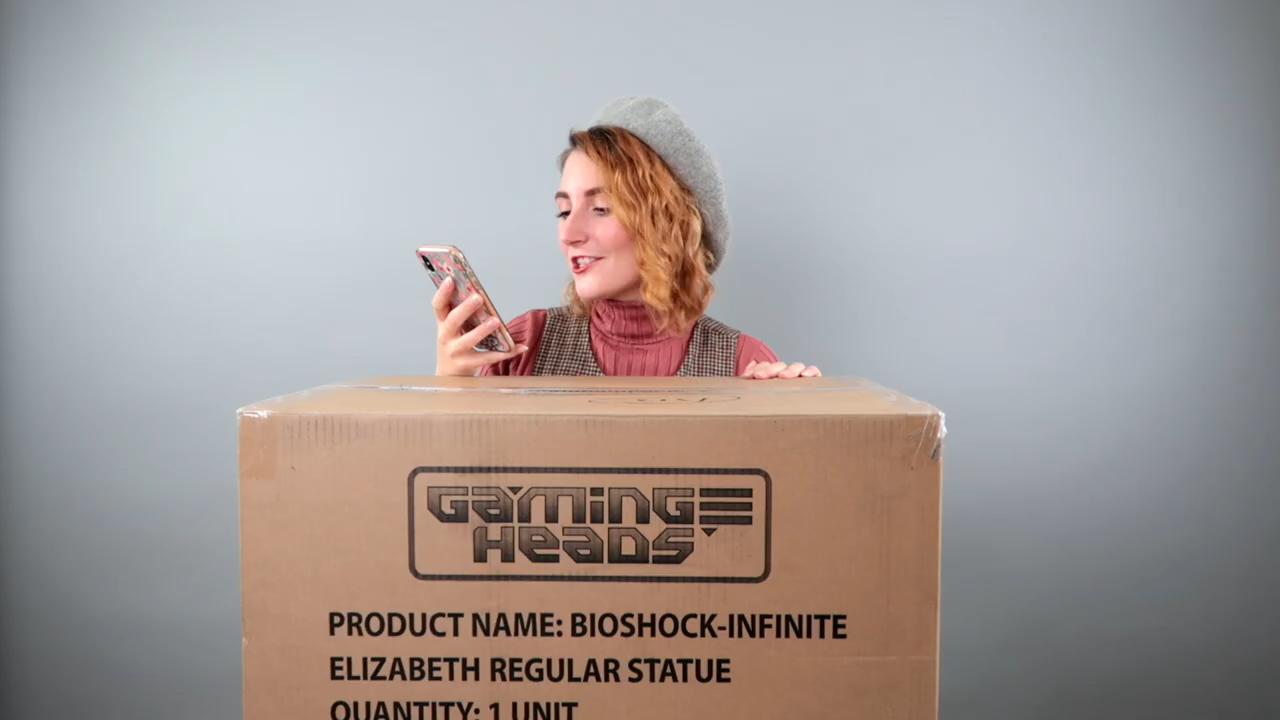 GAMING
HEADS
PRODUCT NAME: BIOSHOCK-INFINITE
ELIZABETH REGULAR STATUE
QUANTITY: 1 UNIT